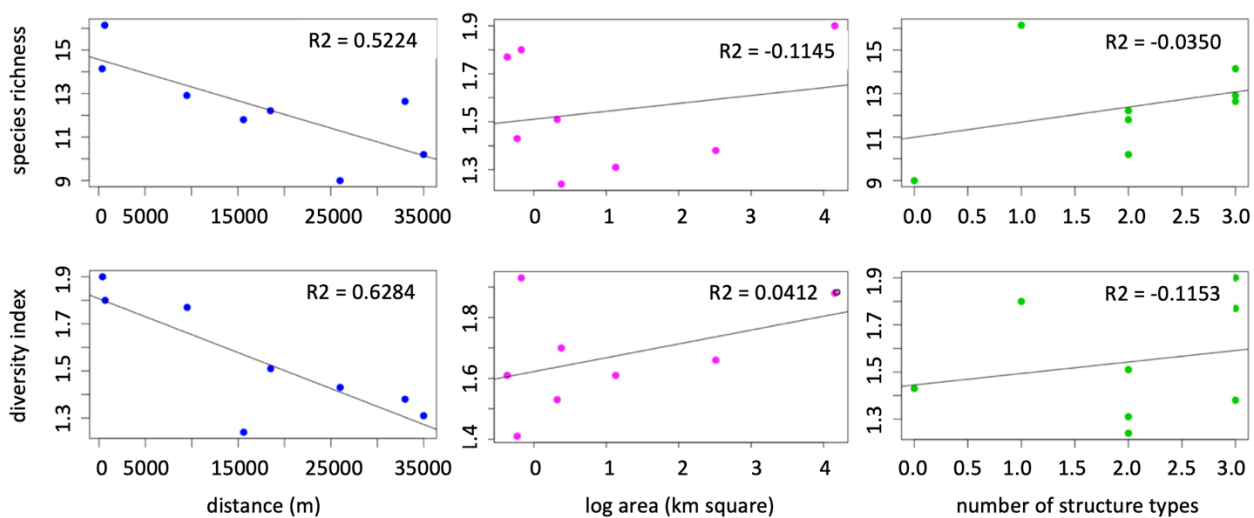 species richness
15
13
11
9
R2 = 0.5224
0 5000 15000 25000 35000
1.9
1.7
1.5
1.3
R2 = -0.1145
0 1 2 3 4
15
13
11
9
R2 = -0.0350
0.0 0.5 1.0 1.5 2.0 2.5 3.0
diversity index
1.9
1.7
1.5
1.3
R2 = 0.6284
0 5000 15000 25000 35000
distance (m)
1.8
1.6
1.4
R2 = 0.0412
0 1 2 3 4
log area (km square)
1.9
1.7
1.5
1.3
R2 = -0.1153
0.0 0.5 1.0 1.5 2.0 2.5 3.0
number of structure types